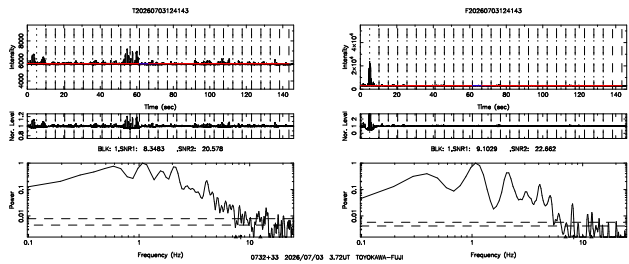 T20260703124143
F20260703124143
Intensity
8000
6000
4000
0 20 40 60 80 100 120 140
Time (sec)
Intensity
4×10⁴
2×10⁴
0
0 20 40 60 80 100 120 140
Time (sec)
Nor. Level
1.2
1
0.8
Nor. Level
2
1
0
BLK: 1,SNR1: 8.3483 ,SNR2: 20.578
BLK: 1,SNR1: 9.1029 ,SNR2: 22.662
Power
1
0.1
0.01
0.1 1 10
Frequency (Hz)
Power
1
0.1
0.01
0.1 1 10
Frequency (Hz)
0732+33 2026/07/03 3.72UT TOYOKAWA-FUJI